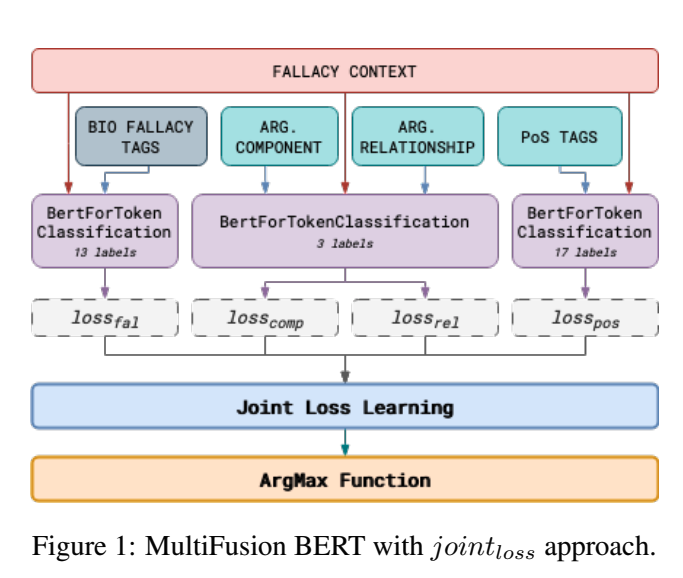 FALLACY CONTEXT
BIO FALLACY
TAGS
ARG.
COMPONENT
ARG.
RELATIONSHIP
PoS TAGS
BertForToken
Classification
13 labels
BertForTokenClassification
3 labels
BertForToken
Classification
17 labels
loss_fal
loss_comp
loss_rel
loss_pos
Joint Loss Learning
ArgMax Function
Figure 1: MultiFusion BERT with joint_loss approach.